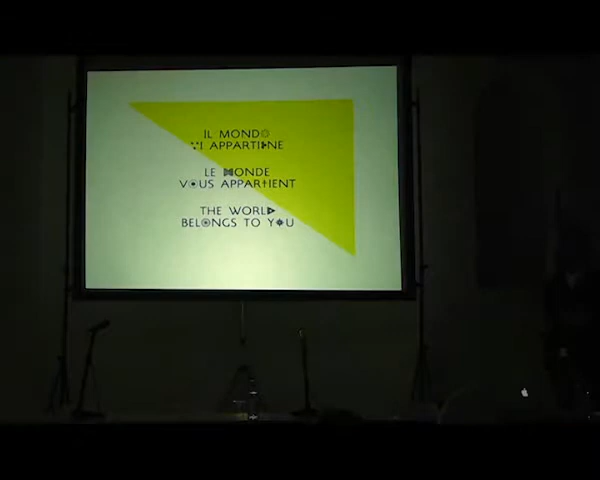 IL MONDO
VI APPARTIENE
LE MONDE
VOUS APPARTIENT
THE WORLD
BELONGS TO YOU